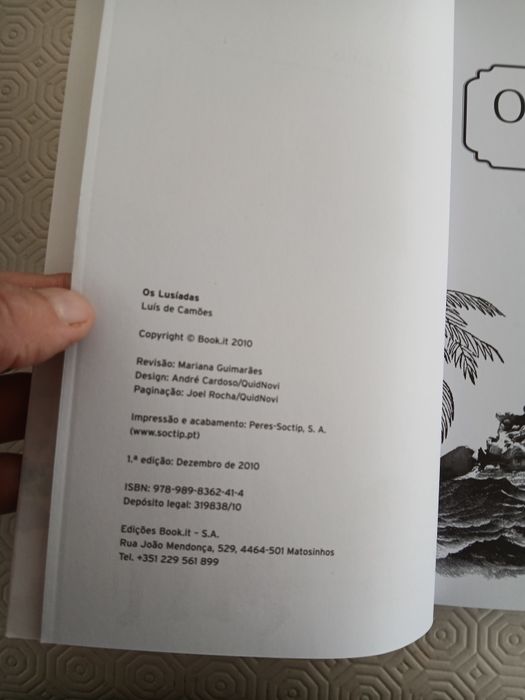 Os Lusíadas
Luís de Camões
Copyright © Book.it 2010
Revisão: Mariana Guimarães
Design: André Cardoso/QuidNovi
Paginação: Joel Rocha/QuidNovi
Impressão e acabamento: Peres-Soctip, S. A.
(www.soctip.pt)
1.ª edição: Dezembro de 2010
ISBN: 978-989-8362-41-4
Depósito legal: 319838/10
Edições Book.it - S.A.
Rua João Mendonça, 529, 4464-501 Matosinhos
Tel. +351 229 561 899
O